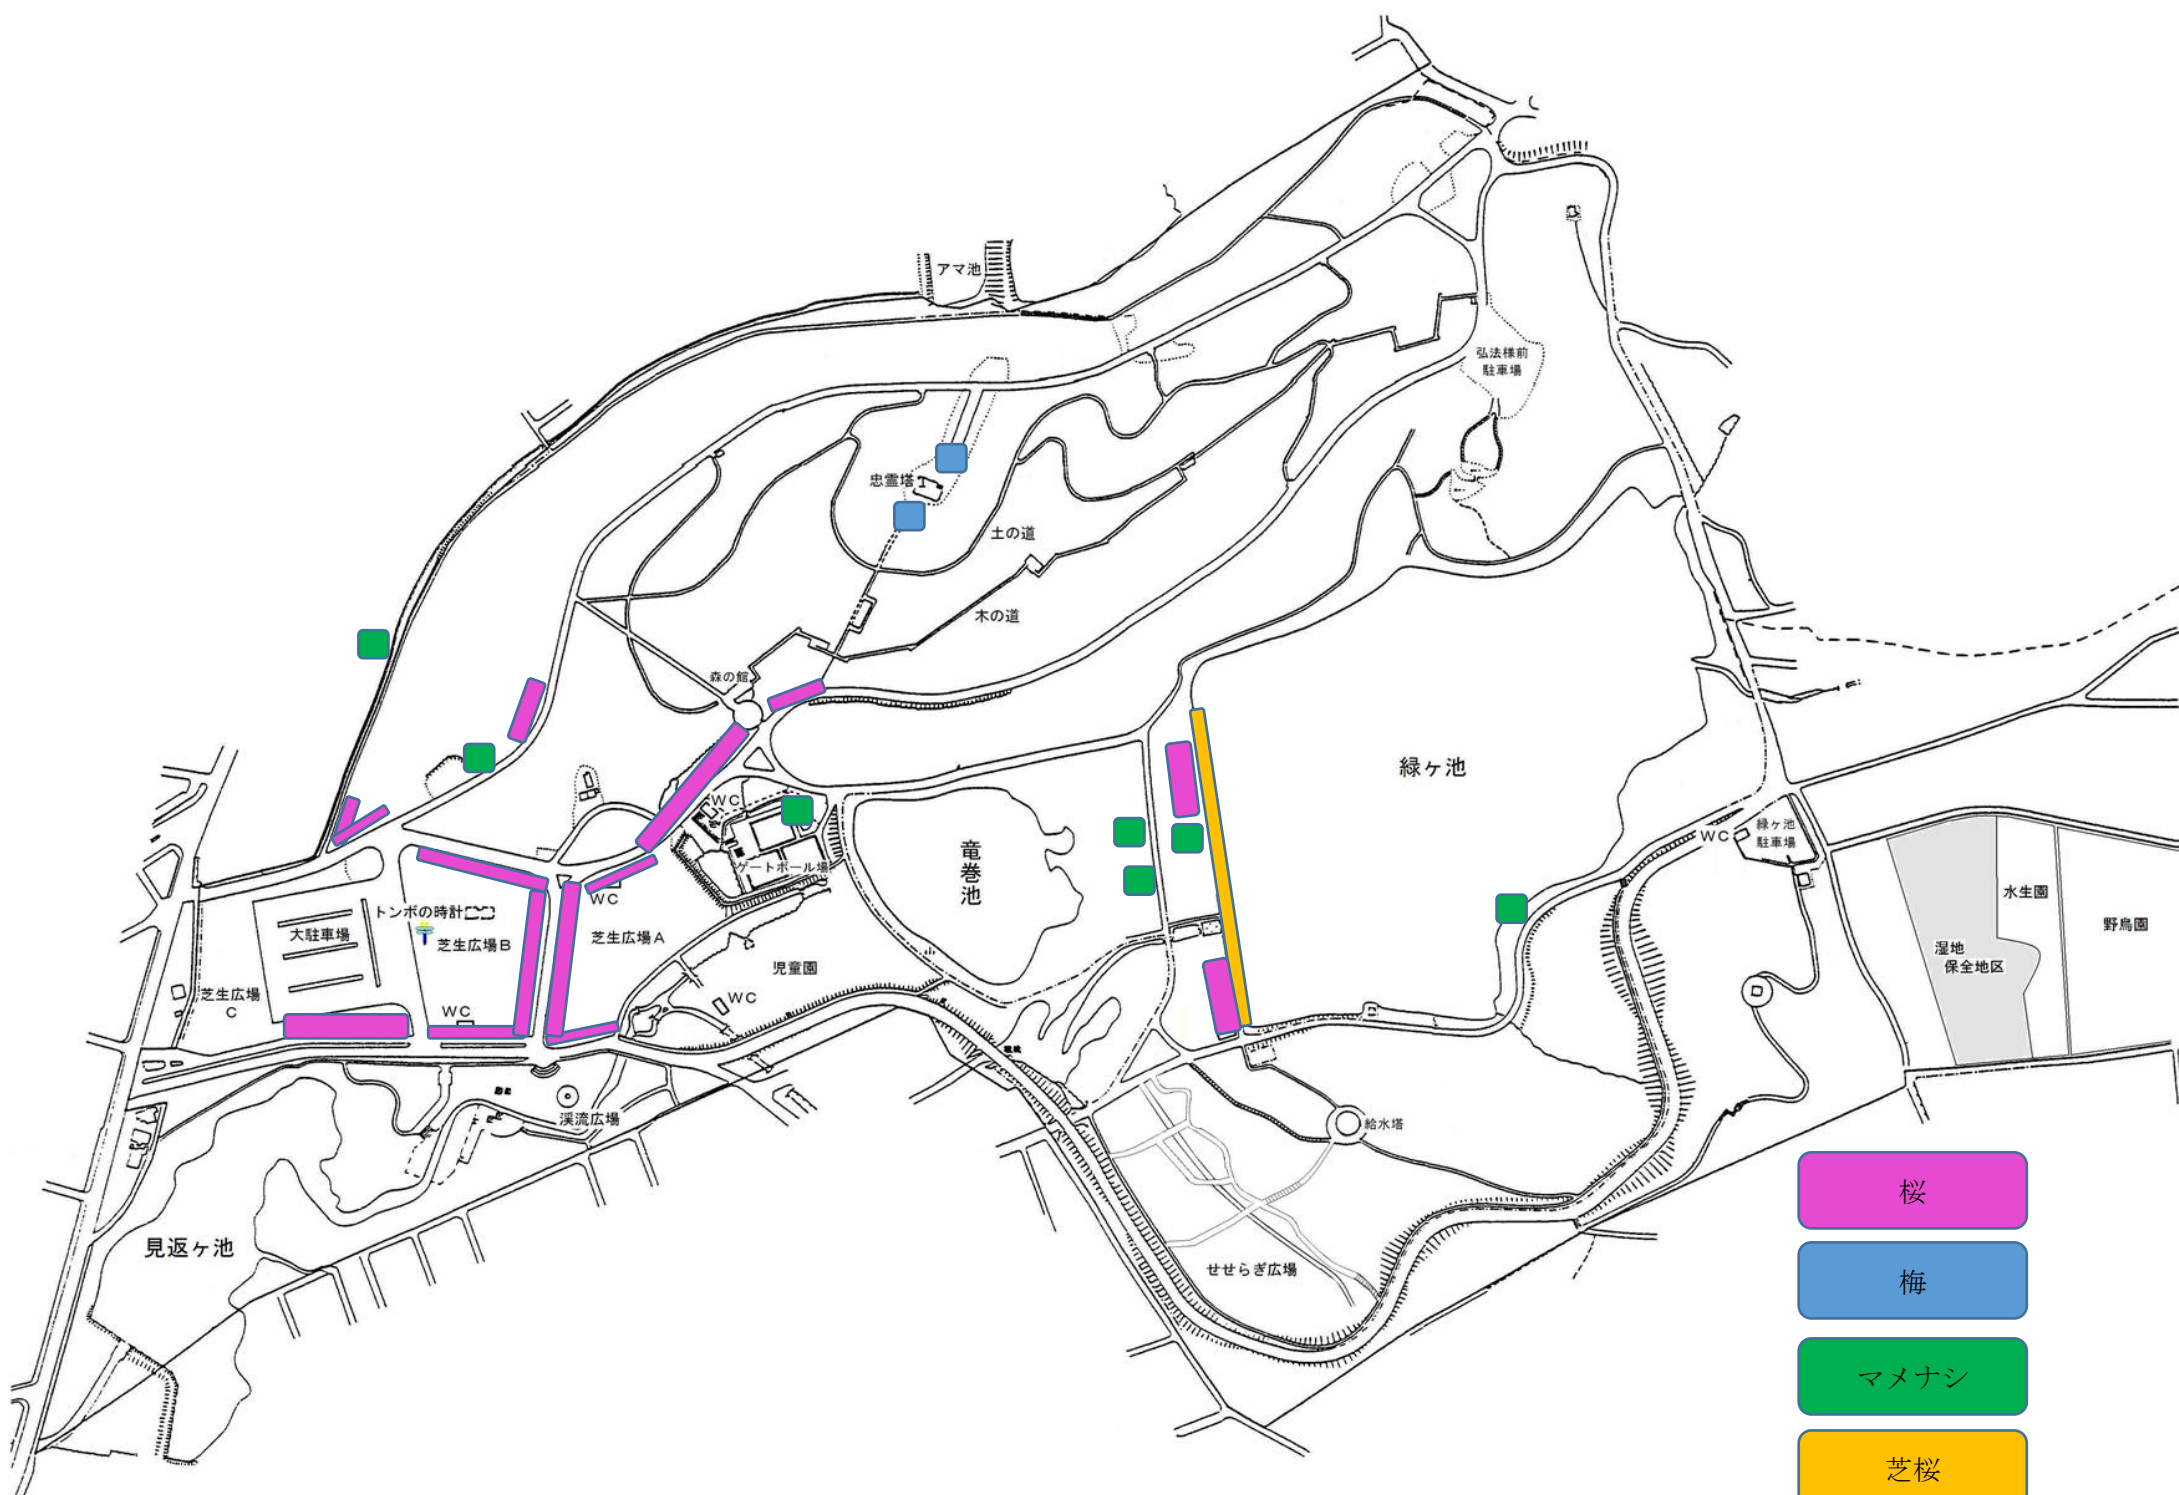 アマ池
弘法様前
駐車場
忠霊塔
土の道
木の道
森の館
緑ヶ池
WC
ゲートボール場
竜巻池
WC
緑ヶ池
駐車場
水生園
野鳥園
湿地
保全地区
トンボの時計
大駐車場
芝生広場B
WC
芝生広場A
児童園
芝生広場
C
WC
WC
渓流広場
給水塔
見返ヶ池
せせらぎ広場
桜
梅
マメナシ
芝桜